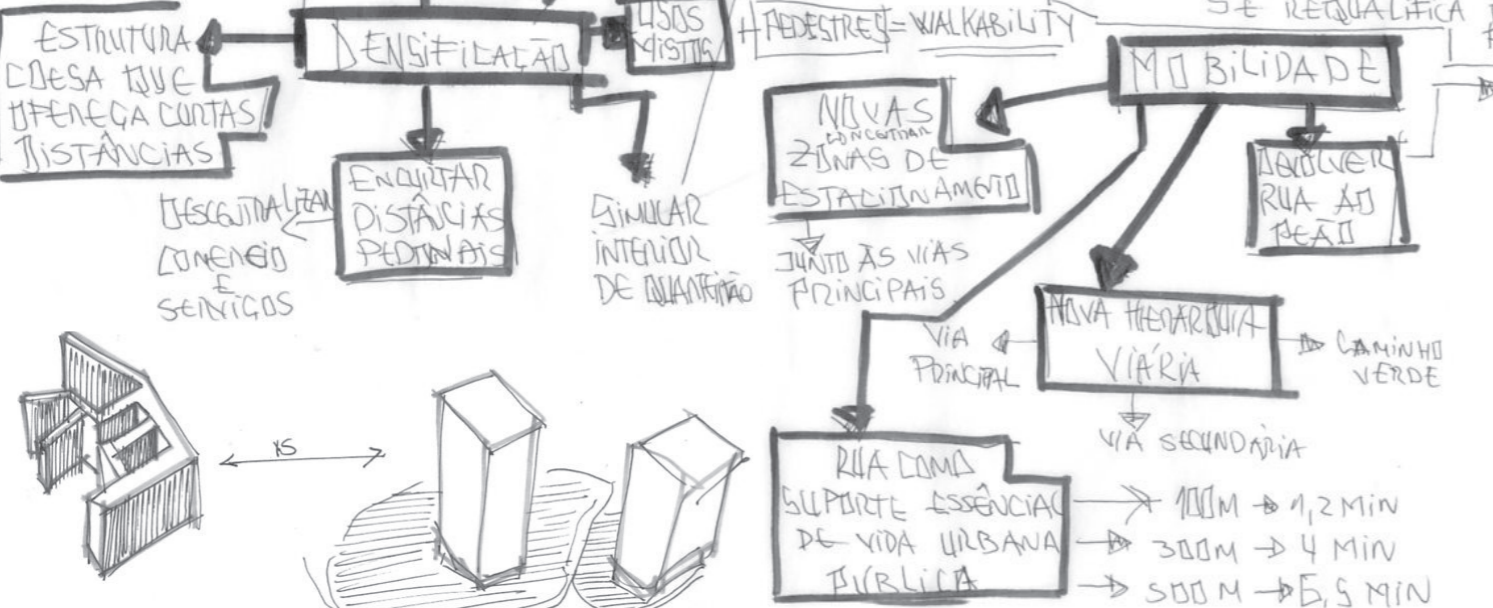 ESTRUTURA
COESA QUE
OFEREÇA CURTAS
DISTÂNCIAS
DENSIFICAÇÃO
USOS
MISTOS
ENCURTAR
DISTÂNCIAS
PEDONAIS
DESCENTRALIZAR
COMERCIO
E
SERVIÇOS
SIMULAR
INTERIOR
DE QUARTEIRÃO
VS
+ PEDESTRES = WALKABILITY
SE REQUALIFICA
MOBILIDADE
NOVAS
CONCENTRAR
ZONAS DE
ESTACIONAMENTO
JUNTO ÀS VIAS
PRINCIPAIS
DEVOLVER
RUA AO
PEÃO
NOVA HIERARQUIA
VIÁRIA
VIA
PRINCIPAL
CAMINHO
VERDE
VIA SECUNDÁRIA
RUA COMO
SUPORTE ESSÊNCIAL
DE VIDA URBANA
PÚBLICA
100M → 1,2 MIN
300M → 4 MIN
500M → 6,5 MIN